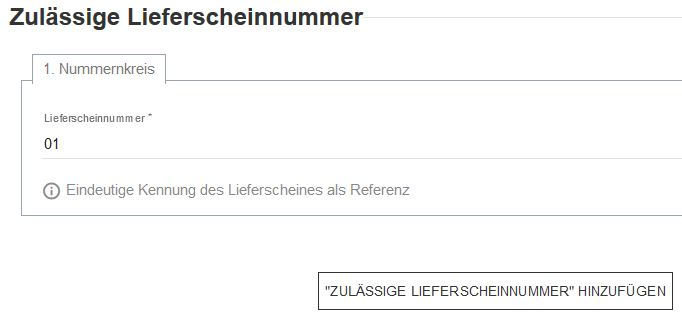 Zulässige Lieferscheinnummer
1. Nummernkreis
Lieferscheinnummer *
01
Eindeutige Kennung des Lieferscheines als Referenz
"ZULÄSSIGE LIEFERSCHEINNUMMER" HINZUFÜGEN